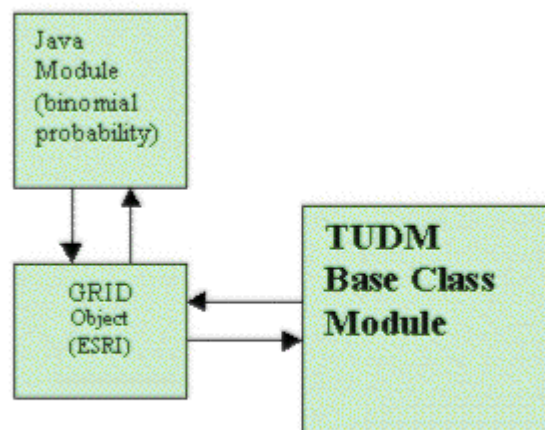 Java
Module
(binomial
probability)
GRID
Object
(ESRI)
TUDM
Base Class
Module